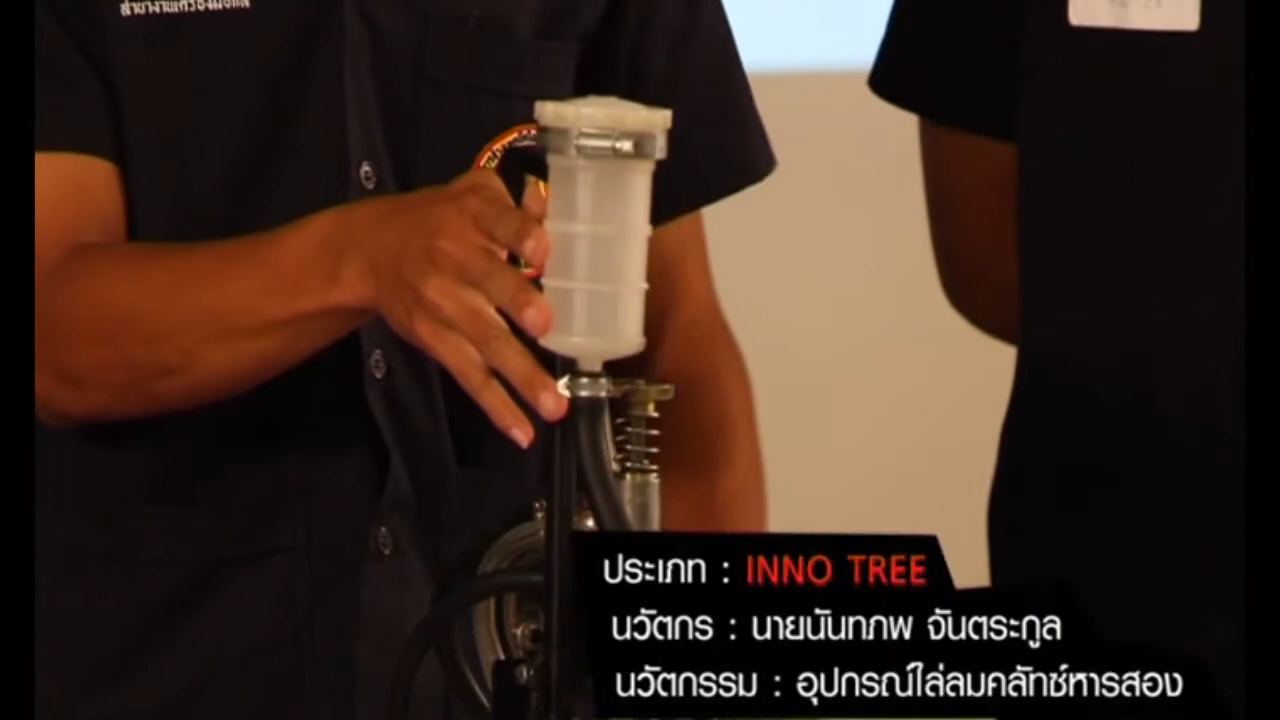 ประเภท : INNO TREE
นวัตกร : นายนันทภพ จันตระกูล
นวัตกรรม : อุปกรณ์ไล่ลมคลัทช์หารสอง